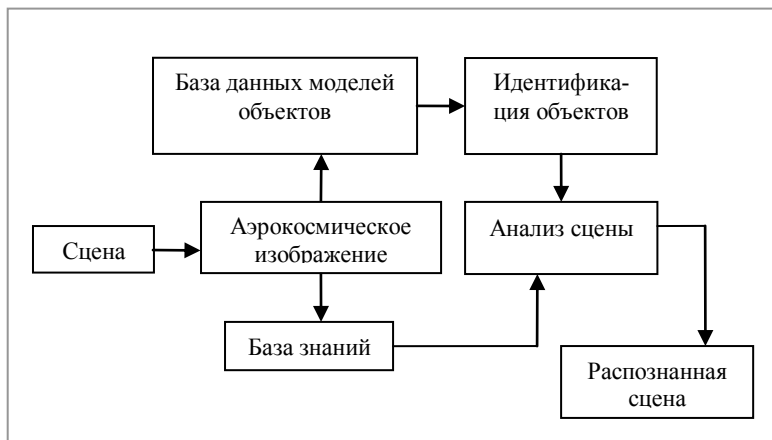 База данных моделей
объектов
Идентифика-
ция объектов
Сцена
Аэрокосмическое
изображение
Анализ сцены
База знаний
Распознанная
сцена